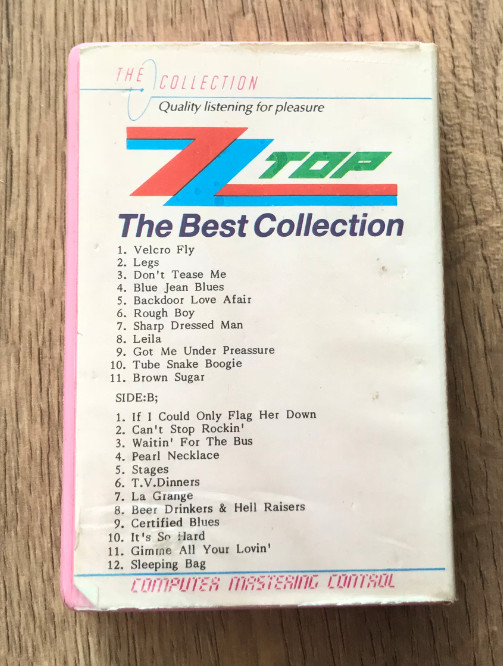 THE COLLECTION
Quality listening for pleasure
ZZ TOP
The Best Collection
1. Velcro Fly
2. Legs
3. Don't Tease Me
4. Blue Jean Blues
5. Backdoor Love Afair
6. Rough Boy
7. Sharp Dressed Man
8. Leila
9. Got Me Under Preassure
10. Tube Snake Boogie
11. Brown Sugar
SIDE:B;
1. If I Could Only Flag Her Down
2. Can't Stop Rockin'
3. Waitin' For The Bus
4. Pearl Necklace
5. Stages
6. T.V.Dinners
7. La Grange
8. Beer Drinkers & Hell Raisers
9. Certified Blues
10. It's So Hard
11. Gimme All Your Lovin'
12. Sleeping Bag
COMPUTER MASTERING CONTROL